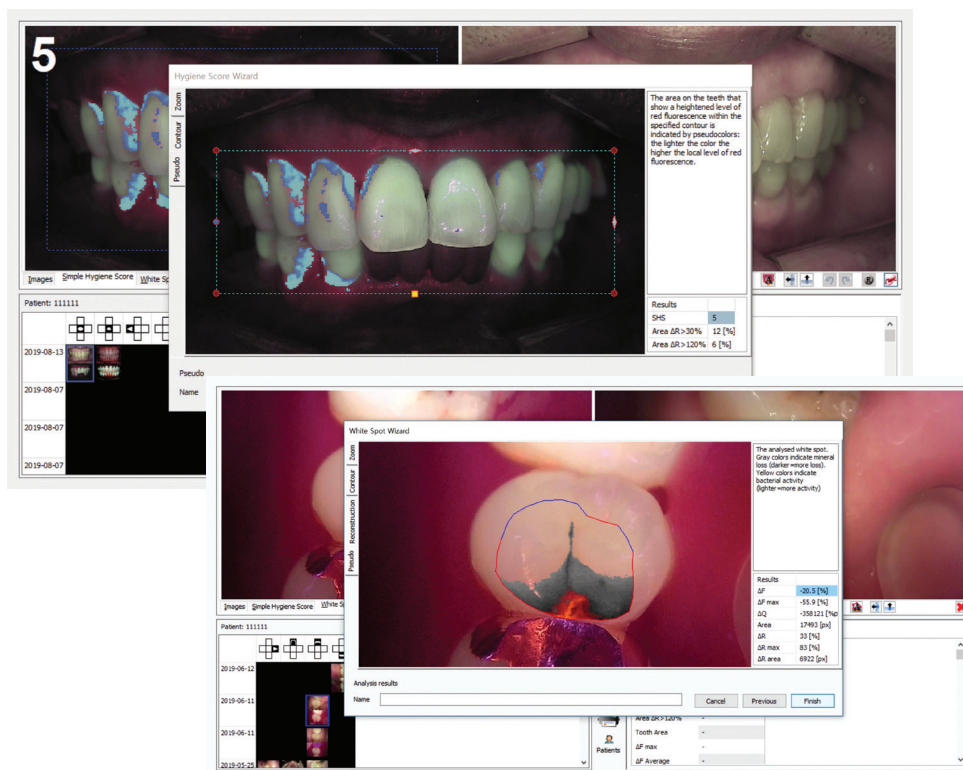 5
Hygiene Score Wizard
Zoom
Contour
Pseudo
The area on the teeth that
show a heightened level of
red fluorescence within the
specified contour is
indicated by pseudocolors:
the lighter the color the
higher the local level of red
fluorescence.
Results
SHS 5
Area ΔR>30% 12 [%]
Area ΔR>120% 6 [%]
Images Simple Hygiene Score White Sp
Patient: 111111
2019-08-13
2019-08-07
2019-08-07
2019-08-07
Pseudo
Name
White Spot Wizard
Zoom
Contour
Reconstruction
Pseudo
The analysed white spot.
Gray colors indicate mineral
loss (darker=more loss).
Yellow colors indicate
bacterial activity
(lighter=more activity)
Results
ΔF -20.5 [%]
ΔF max -55.9 [%]
ΔQ -358121 [%p
Area 17493 [px]
ΔR 33 [%]
ΔR max 83 [%]
ΔR area 6922 [px]
Images Simple Hygiene Score White S
Patient: 111111
2019-06-12
2019-06-11
2019-06-11
2019-05-25
Analysis results
Name
Cancel Previous Finish
Patients
Area ΔR>120% -
Tooth Area -
ΔF max -
ΔF Average -